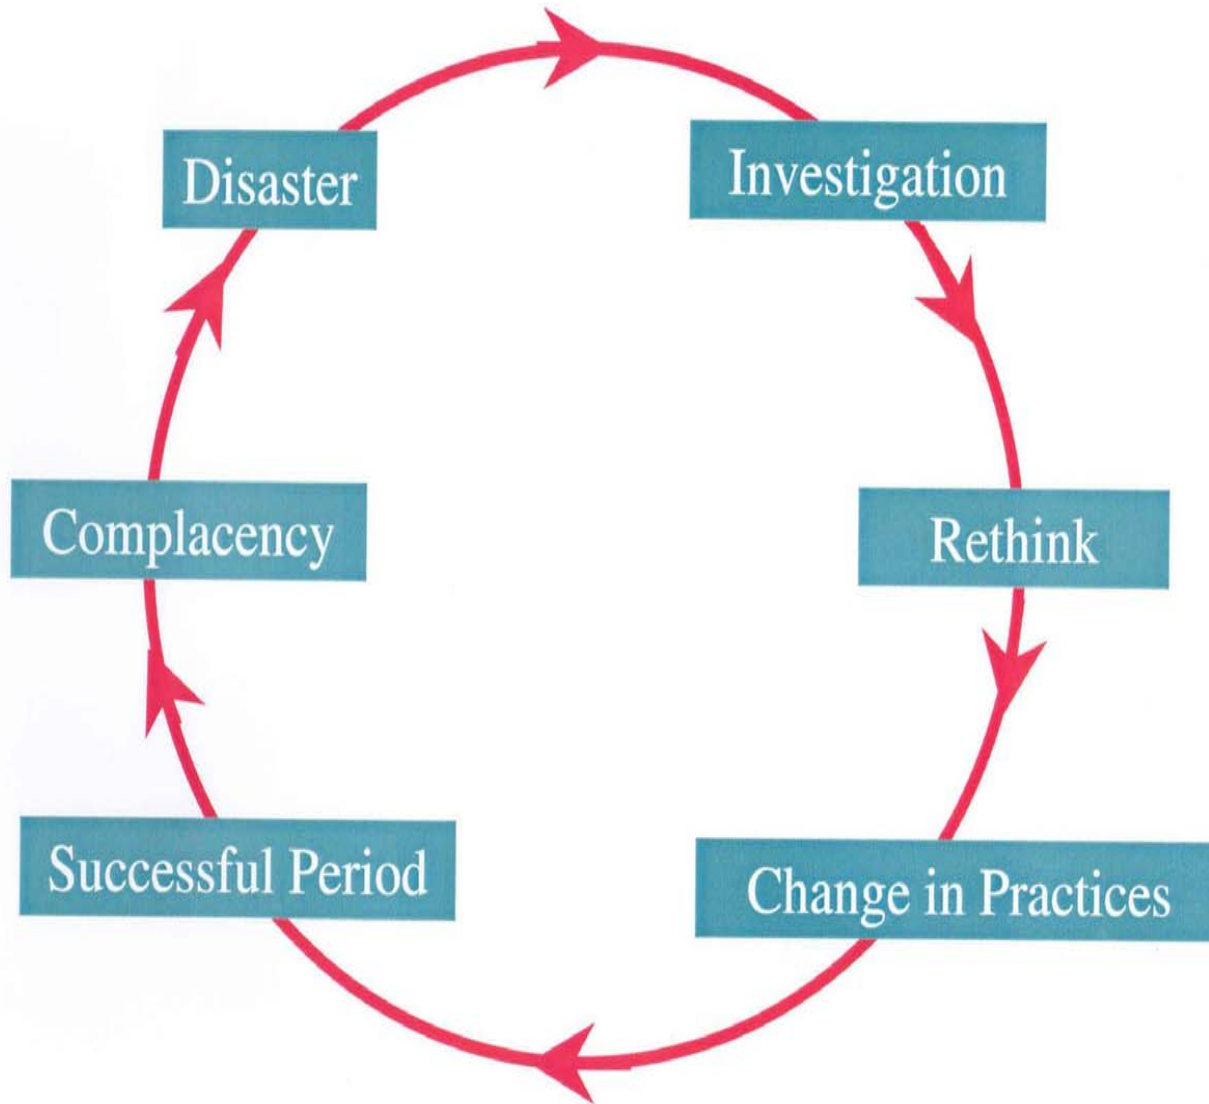 Disaster
Investigation
Rethink
Change in Practices
Successful Period
Complacency